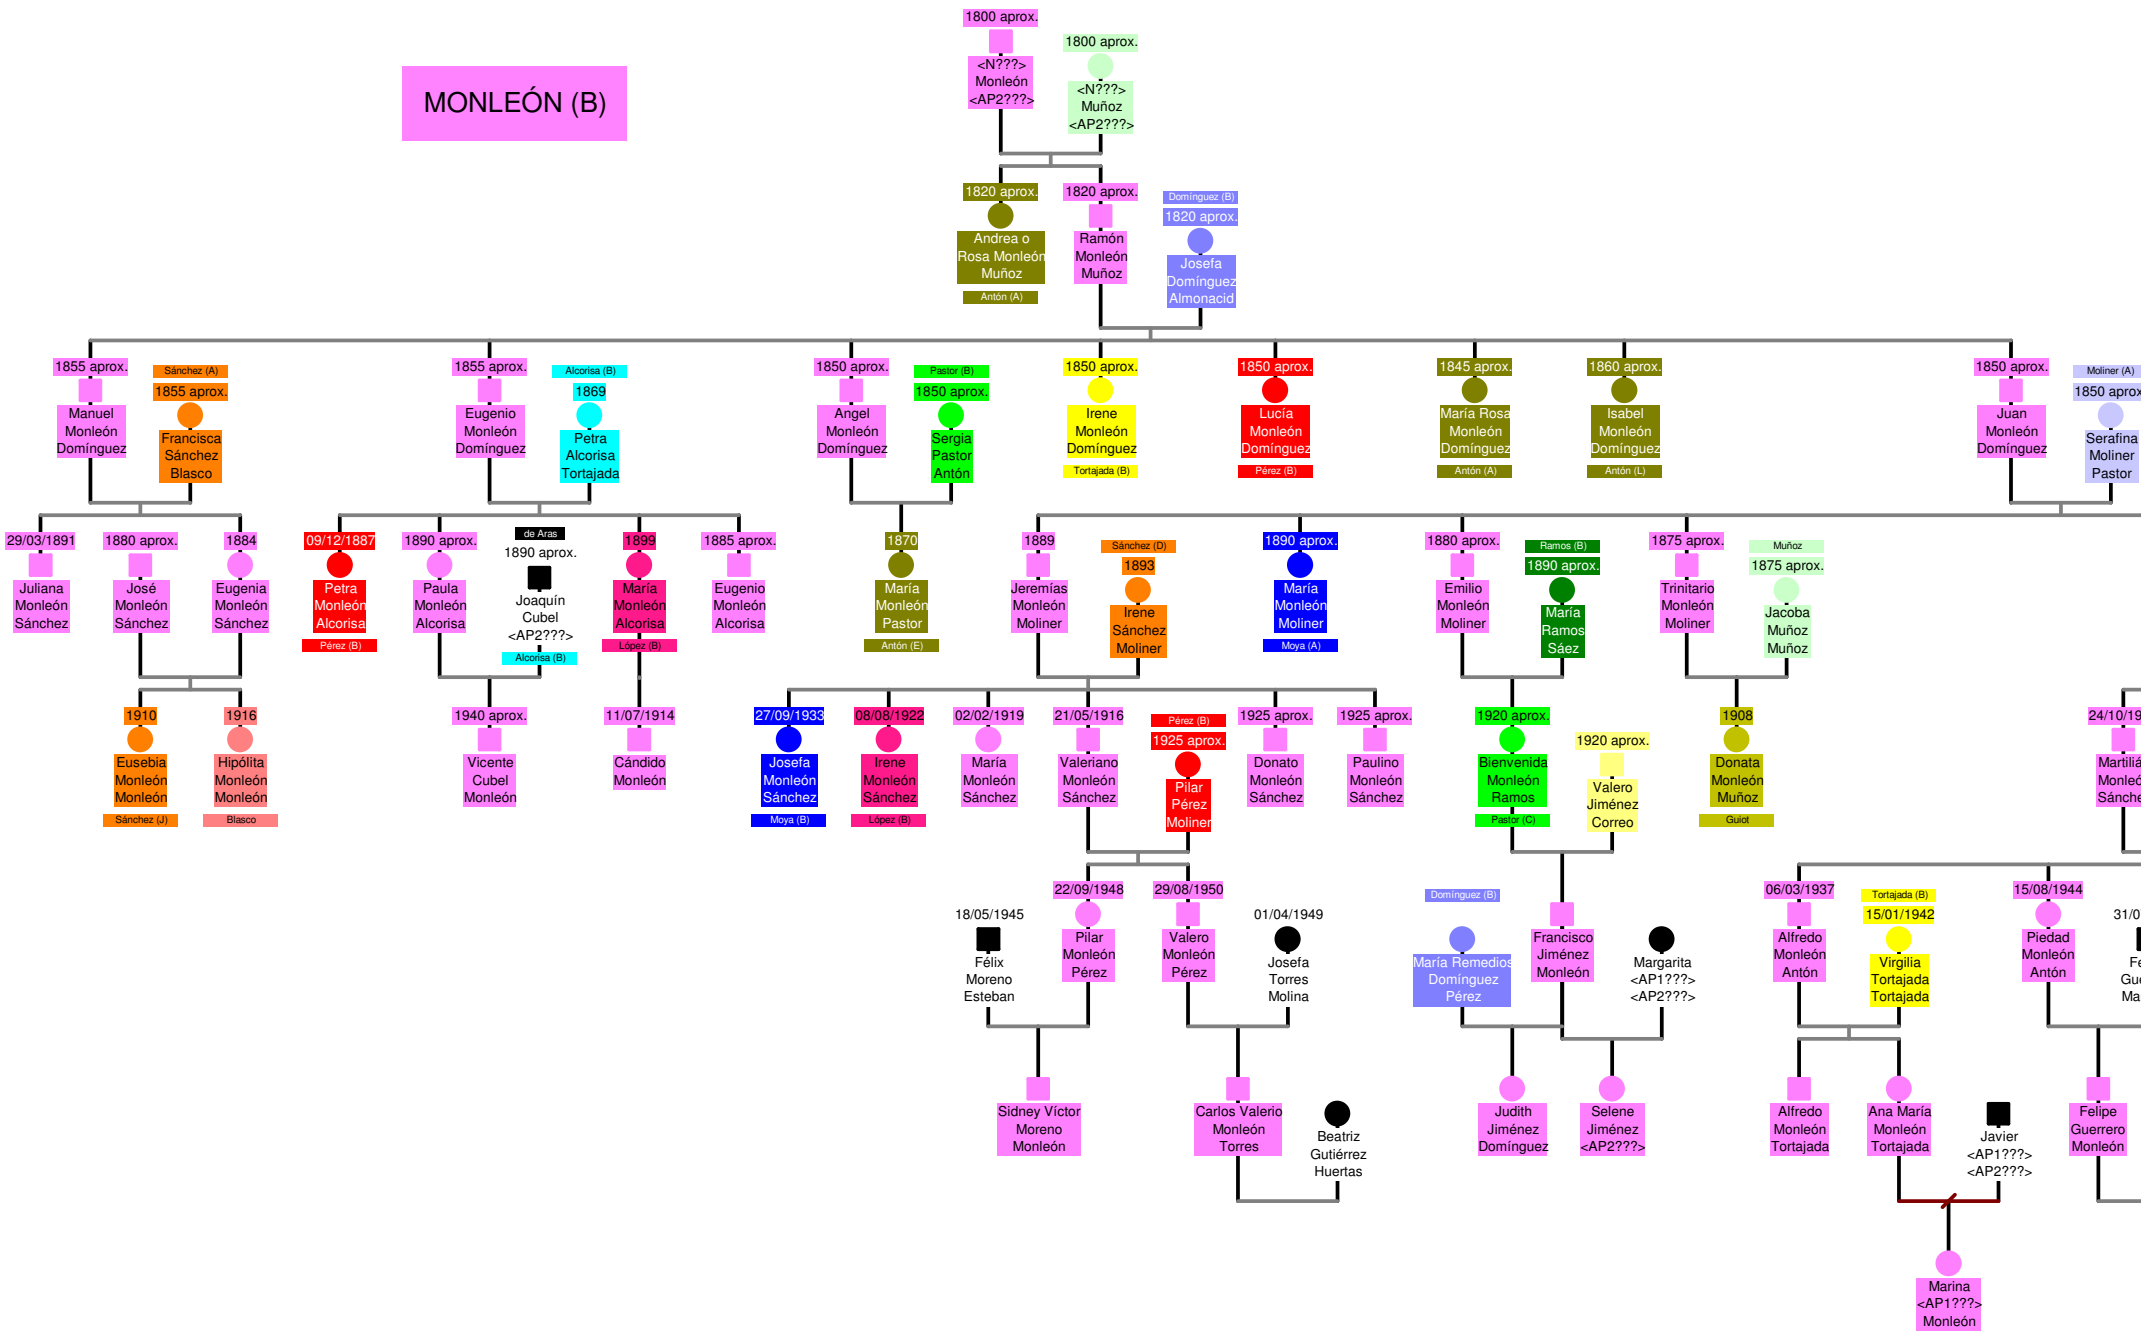 1800 aprox.
<N???>
Monleón
<AP2???>
1800 aprox.
<N???>
Muñoz
<AP2???>
MONLEÓN (B)
1820 aprox.
Andrea o
Rosa Monleón
Muñoz
Antón (A)
1820 aprox.
Ramón
Monleón
Muñoz
Domínguez (B)
1820 aprox.
Josefa
Domínguez
Almonacid
1855 aprox.
Manuel
Monleón
Domínguez
Sánchez (A)
1855 aprox.
Francisca
Sánchez
Blasco
1855 aprox.
Eugenio
Monleón
Domínguez
Alcorisa (B)
1869
Petra
Alcorisa
Tortajada
1850 aprox.
Angel
Monleón
Domínguez
Pastor (B)
1850 aprox.
Sergia
Pastor
Antón
1850 aprox.
Irene
Monleón
Domínguez
Tortajada (B)
1850 aprox.
Lucía
Monleón
Domínguez
Pérez (B)
1845 aprox.
María Rosa
Monleón
Domínguez
Antón (A)
1860 aprox.
Isabel
Monleón
Domínguez
Antón (L)
1850 aprox.
Juan
Monleón
Domínguez
Moliner (A)
1850 aprox
Serafina
Moliner
Pastor
29/03/1891
Juliana
Monleón
Sánchez
1880 aprox.
José
Monleón
Sánchez
1884
Eugenia
Monleón
Sánchez
09/12/1887
Petra
Monleón
Alcorisa
Pérez (B)
1890 aprox.
Paula
Monleón
Alcorisa
de Aras
1890 aprox.
Joaquín
Cubel
<AP2???>
Alcorisa (B)
1899
María
Monleón
Alcorisa
López (B)
1885 aprox.
Eugenio
Monleón
Alcorisa
1870
María
Monleón
Pastor
Antón (E)
1889
Jeremías
Monleón
Moliner
Sánchez (D)
1893
Irene
Sánchez
Moliner
1890 aprox.
María
Monleón
Moliner
Moya (A)
1880 aprox.
Emilio
Monleón
Moliner
Ramos (B)
1890 aprox.
María
Ramos
Sáez
1875 aprox.
Trinitario
Monleón
Moliner
Muñoz
1875 aprox.
Jacoba
Muñoz
Muñoz
1910
Eusebia
Monleón
Monleón
Sánchez (J)
1916
Hipólita
Monleón
Monleón
Blasco
1940 aprox.
Vicente
Cubel
Monleón
11/07/1914
Cándido
Monleón
27/09/1933
Josefa
Monleón
Sánchez
Moya (B)
08/08/1922
Irene
Monleón
Sánchez
López (B)
02/02/1919
María
Monleón
Sánchez
21/05/1916
Valeriano
Monleón
Sánchez
Pérez (B)
1925 aprox.
Pilar
Pérez
Moliner
1925 aprox.
Donato
Monleón
Sánchez
1925 aprox.
Paulino
Monleón
Sánchez
1920 aprox.
Bienvenida
Monleón
Ramos
Pastor (C)
1920 aprox.
Valero
Jiménez
Correo
1908
Donata
Monleón
Muñoz
Guiot
24/10/19
Martiliá
Monleó
Sánche
18/05/1945
Félix
Moreno
Esteban
22/09/1948
Pilar
Monleón
Pérez
29/08/1950
Valero
Monleón
Pérez
01/04/1949
Josefa
Torres
Molina
Domínguez (B)
María Remedios
Domínguez
Pérez
Francisco
Jiménez
Monleón
Margarita
<AP1???>
<AP2???>
06/03/1937
Alfredo
Monleón
Antón
Tortajada (B)
15/01/1942
Virgilia
Tortajada
Tortajada
15/08/1944
Piedad
Monleón
Antón
31/0
Fe
Gue
Ma
Sidney Víctor
Moreno
Monleón
Carlos Valerio
Monleón
Torres
Beatriz
Gutiérrez
Huertas
Judith
Jiménez
Domínguez
Selene
Jiménez
<AP2???>
Alfredo
Monleón
Tortajada
Ana María
Monleón
Tortajada
Javier
<AP1???>
<AP2???>
Felipe
Guerrero
Monleón
Marina
<AP1???>
Monleón